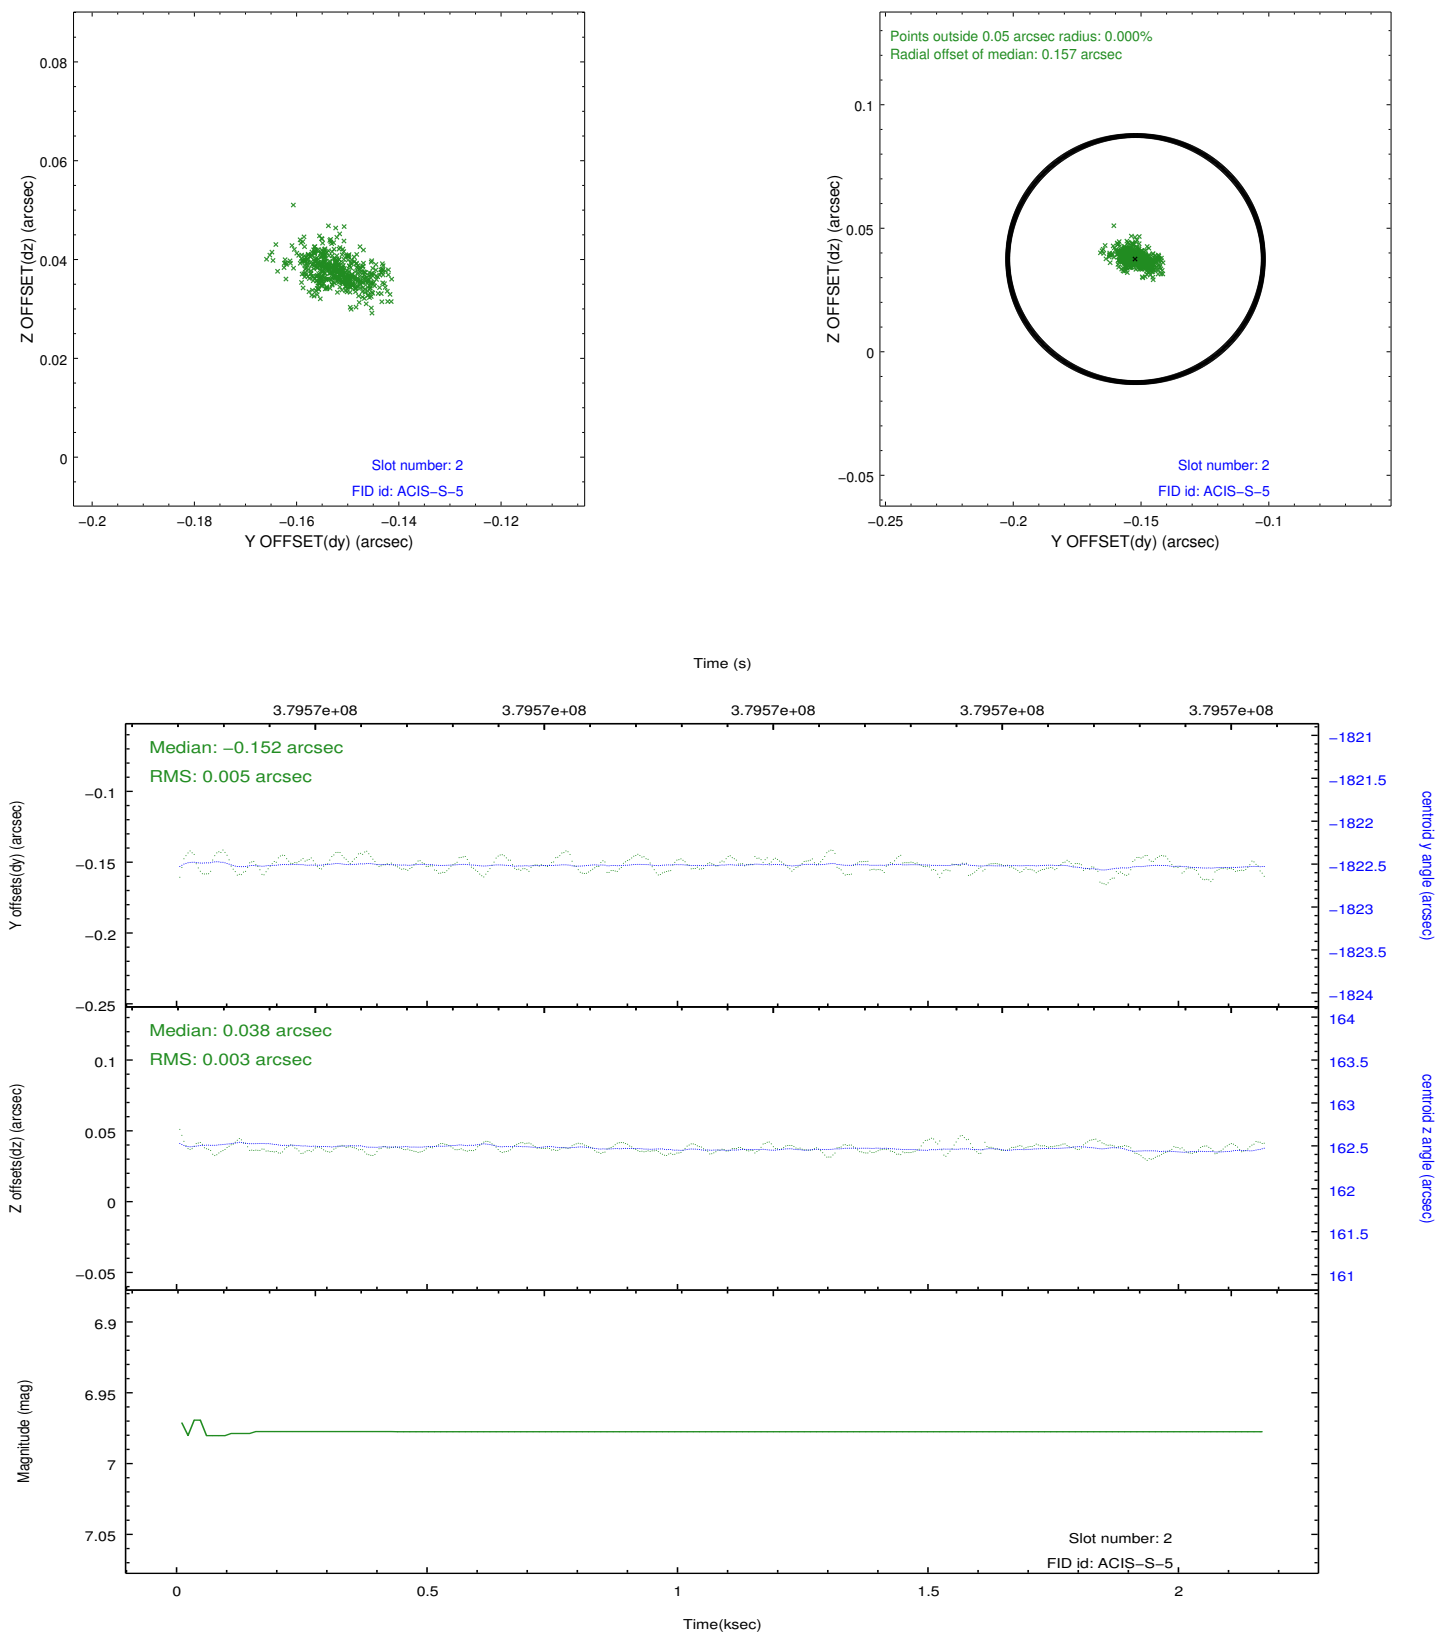 0.08
0.06
0.04
0.02
0
Z OFFSET(dz) (arcsec)
Slot number: 2
FID id: ACIS−S−5
−0.2
−0.18
−0.16
−0.14
−0.12
Y OFFSET(dy) (arcsec)
Points outside 0.05 arcsec radius: 0.000%
Radial offset of median: 0.157 arcsec
0.1
0.05
0
−0.05
Z OFFSET(dz) (arcsec)
Slot number: 2
FID id: ACIS−S−5
−0.25
−0.2
−0.15
−0.1
Y OFFSET(dy) (arcsec)
Time (s)
3.7957e+08
3.7957e+08
3.7957e+08
3.7957e+08
3.7957e+08
Median: −0.152 arcsec
RMS: 0.005 arcsec
−0.1
−0.15
−0.2
−0.25
Y offsets(dy) (arcsec)
−1821
−1821.5
−1822
−1822.5
−1823
−1823.5
−1824
centroid y angle (arcsec)
Median: 0.038 arcsec
RMS: 0.003 arcsec
0.1
0.05
0
−0.05
Z offsets(dz) (arcsec)
164
163.5
163
162.5
162
161.5
161
centroid z angle (arcsec)
6.9
6.95
7
7.05
Magnitude (mag)
Slot number: 2
FID id: ACIS−S−5
0
0.5
1
1.5
2
Time(ksec)